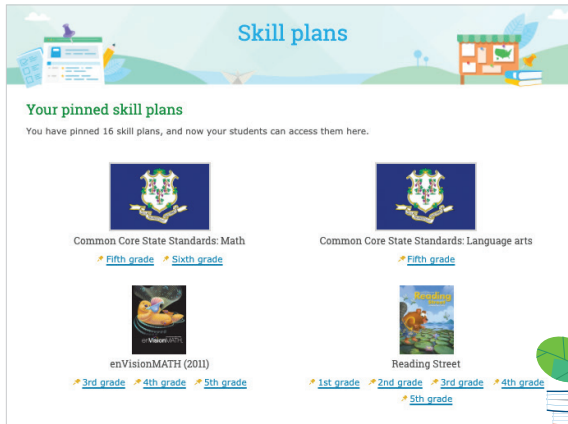 Skill plans
Your pinned skill plans
You have pinned 16 skill plans, and now your students can access them here.
Common Core State Standards: Math
Fifth grade Sixth grade
Common Core State Standards: Language arts
Fifth grade
enVisionMATH
enVisionMATH (2011)
3rd grade 4th grade 5th grade
Reading Street
Reading Street
1st grade 2nd grade 3rd grade 4th grade
5th grade